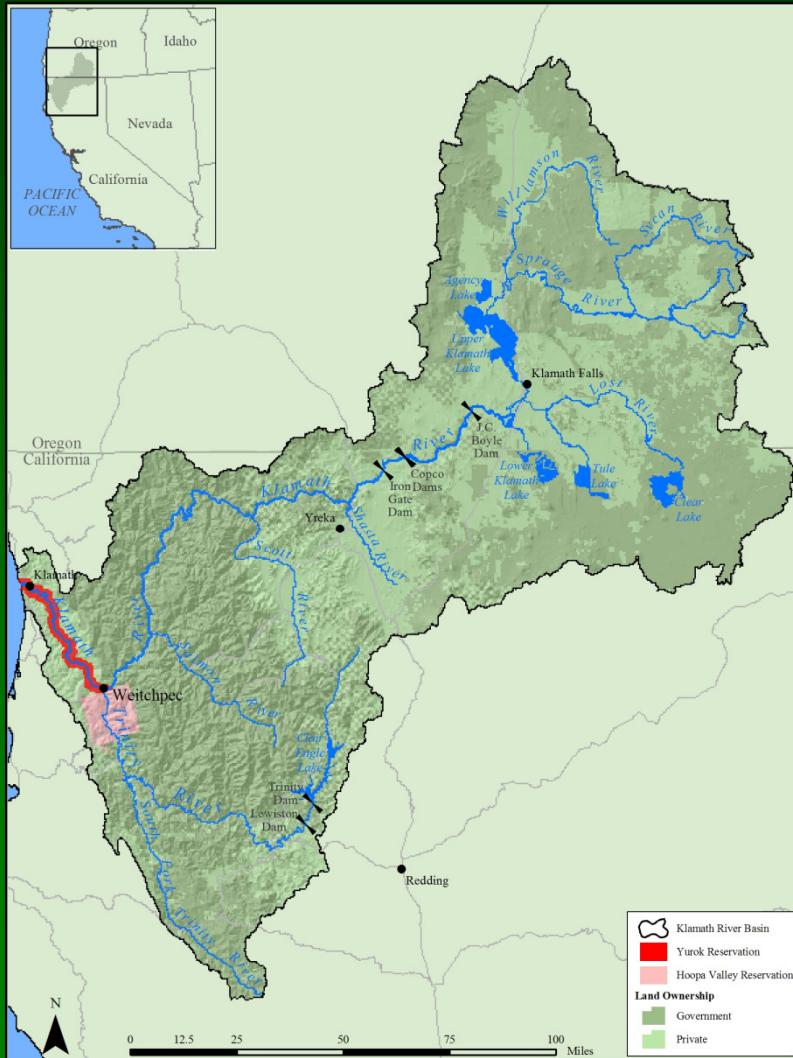 Oregon
Idaho
Nevada
California
PACIFIC
OCEAN
Williamson
River
Sycan River
Sprauge
River
Agency
Lake
Upper
Klamath
Lake
Klamath Falls
Lost River
J.C.
Boyle
Dam
Lower
Klamath
Lake
Tule
Lake
Clear
Lake
Oregon
California
River
Copco
Dams
Iron
Gate
Dam
Klamath
Yreka
Shasta River
Scott
River
Klamath
Klamath
River
Salmon
River
Weitchpec
Trinity
River
Clair
Engle
Lake
Trinity
Dam
Lewiston
Dam
South Fork Trinity River
Redding
Klamath River Basin
Yurok Reservation
Hoopa Valley Reservation
Land Ownership
Government
Private
N
0 12.5 25 50 75 100
Miles